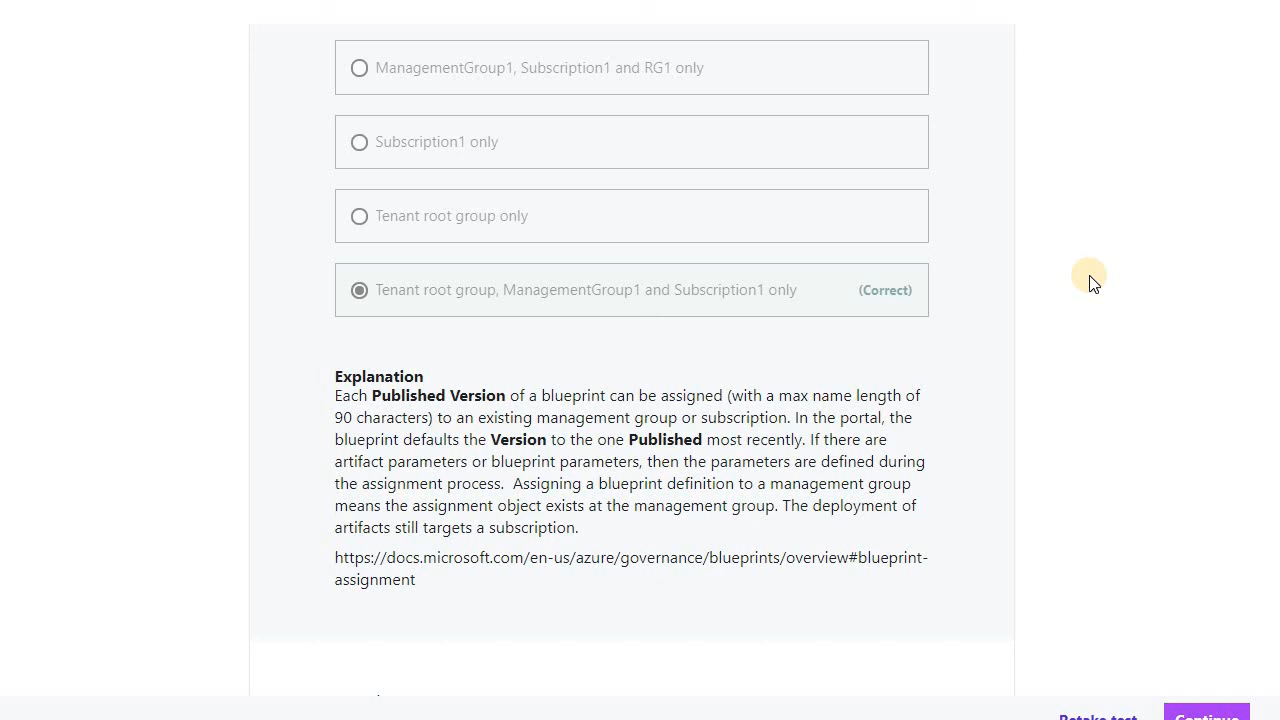 ManagementGroup1, Subscription1 and RG1 only
Subscription1 only
Tenant root group only
Tenant root group, ManagementGroup1 and Subscription1 only (Correct)
Explanation
Each Published Version of a blueprint can be assigned (with a max name length of
90 characters) to an existing management group or subscription. In the portal, the
blueprint defaults the Version to the one Published most recently. If there are
artifact parameters or blueprint parameters, then the parameters are defined during
the assignment process.  Assigning a blueprint definition to a management group
means the assignment object exists at the management group. The deployment of
artifacts still targets a subscription.
https://docs.microsoft.com/en-us/azure/governance/blueprints/overview#blueprint-
assignment
Retake test Continue